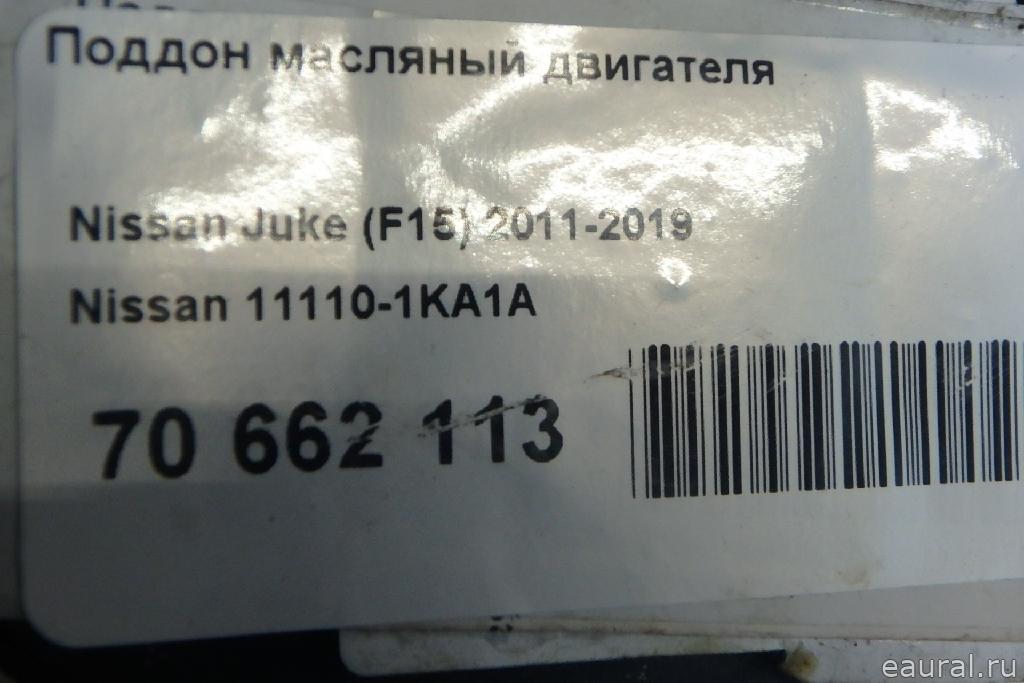 Поддон масляный двигателя
Nissan Juke (F15) 2011-2019
Nissan 11110-1KA1A
70 662 113
eaural.ru